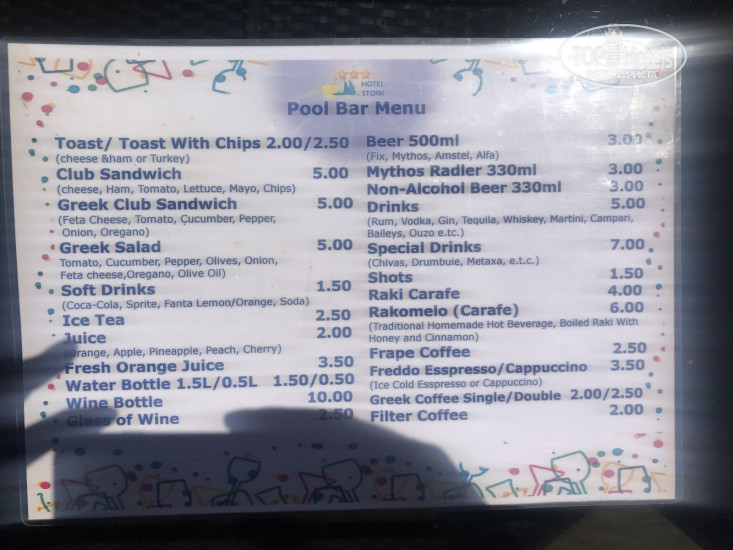 TOPHotels
HOTEL
STORK
Pool Bar Menu
Toast/ Toast With Chips 2.00/2.50
(cheese &ham or Turkey)
Club Sandwich 5.00
(cheese, Ham, Tomato, Lettuce, Mayo, Chips)
Greek Club Sandwich 5.00
(Feta Cheese, Tomato, Cucumber, Pepper,
Onion, Oregano)
Greek Salad 5.00
Tomato, Cucumber, Pepper, Olives, Onion,
Feta cheese,Oregano, Olive Oil)
Soft Drinks 1.50
(Coca-Cola, Sprite, Fanta Lemon/Orange, Soda)
Ice Tea 2.50
Juice 2.00
(Orange, Apple, Pineapple, Peach, Cherry)
Fresh Orange Juice 3.50
Water Bottle 1.5L/0.5L 1.50/0.50
Wine Bottle 10.00
Glass of Wine 2.50
Beer 500ml 3.00
(Fix, Mythos, Amstel, Alfa)
Mythos Radler 330ml 3.00
Non-Alcohol Beer 330ml 3.00
Drinks 5.00
(Rum, Vodka, Gin, Tequila, Whiskey, Martini, Campari,
Baileys, Ouzo e.t.c.)
Special Drinks 7.00
(Chivas, Drumbuie, Metaxa, e.t.c.)
Shots 1.50
Raki Carafe 4.00
Rakomelo (Carafe) 6.00
(Traditional Homemade Hot Beverage, Boiled Raki With
Honey and Cinnamon)
Frape Coffee 2.50
Freddo Esspresso/Cappuccino 3.50
(Ice Cold Esspresso or Cappucino)
Greek Coffee Single/Double 2.00/2.50
Filter Coffee 2.00